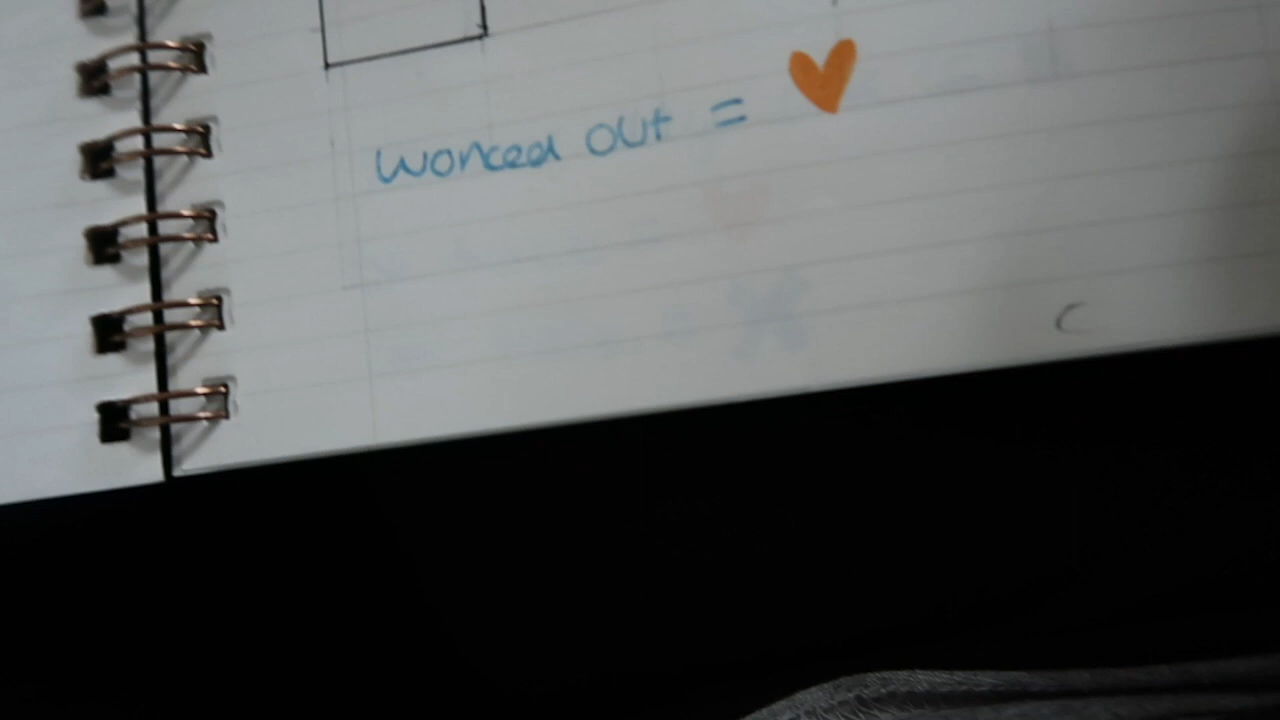 worked out = 🧡